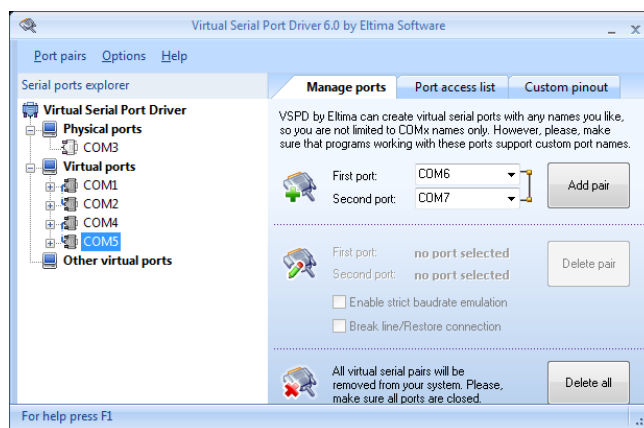 Virtual Serial Port Driver 6.0 by Eltima Software
Port pairs Options Help
Serial ports explorer
Virtual Serial Port Driver
Physical ports
COM3
Virtual ports
COM1
COM2
COM4
COM5
Other virtual ports
Manage ports Port access list Custom pinout
VSPD by Eltima can create virtual serial ports with any names you like,
so you are not limited to COMx names only. However, please, make
sure that programs working with these ports support custom port names.
First port: COM6
Second port: COM7
Add pair
First port: no port selected
Second port: no port selected
Delete pair
Enable strict baudrate emulation
Break line/Restore connection
All virtual serial pairs will be
removed from your system. Please,
make sure all ports are closed.
Delete all
For help press F1